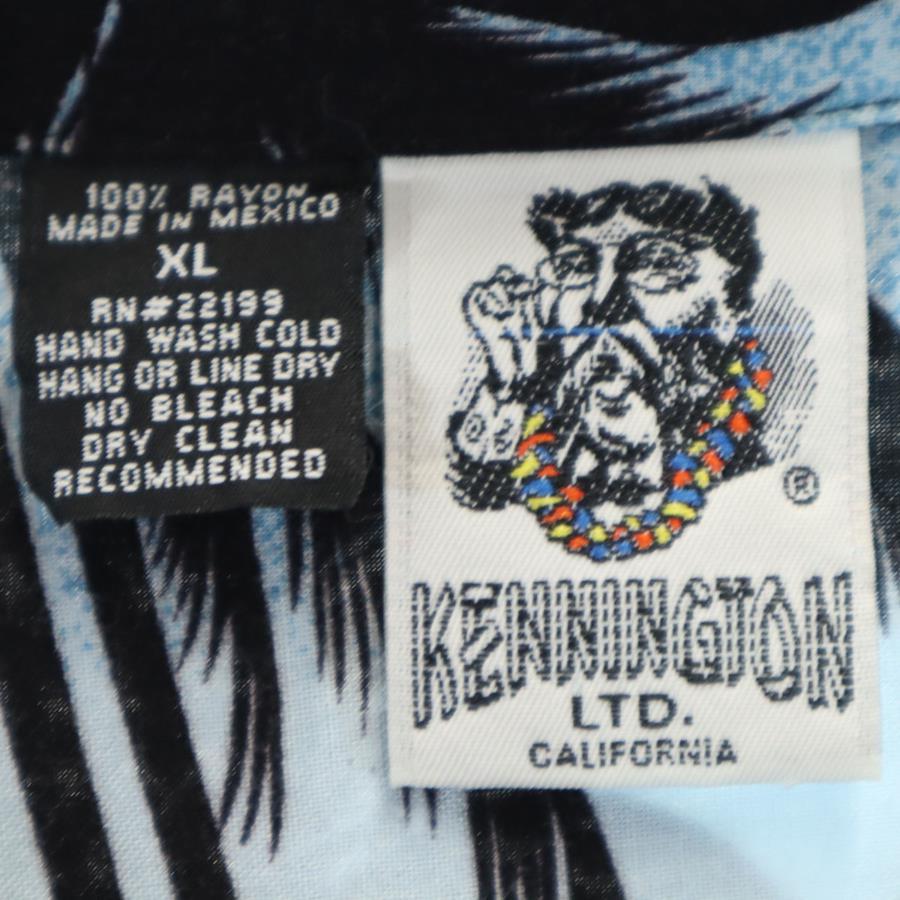 100% RAYON
MADE IN MEXICO
XL
RN#22199
HAND WASH COLD
HANG OR LINE DRY
NO BLEACH
DRY CLEAN
RECOMMENDED
®
KENNINGTON
LTD.
CALIFORNIA